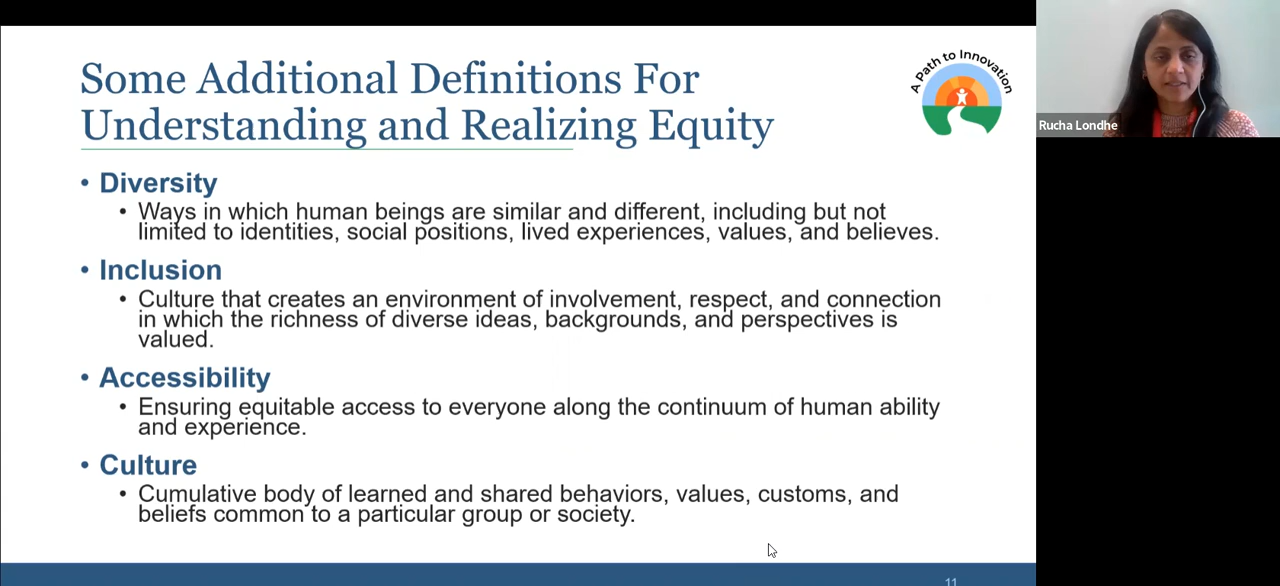 Some Additional Definitions For
Understanding and Realizing Equity
A Path to Innovation
Rucha Londhe
• Diversity
• Ways in which human beings are similar and different, including but not
limited to identities, social positions, lived experiences, values, and believes.
• Inclusion
• Culture that creates an environment of involvement, respect, and connection
in which the richness of diverse ideas, backgrounds, and perspectives is
valued.
• Accessibility
• Ensuring equitable access to everyone along the continuum of human ability
and experience.
• Culture
• Cumulative body of learned and shared behaviors, values, customs, and
beliefs common to a particular group or society.
11